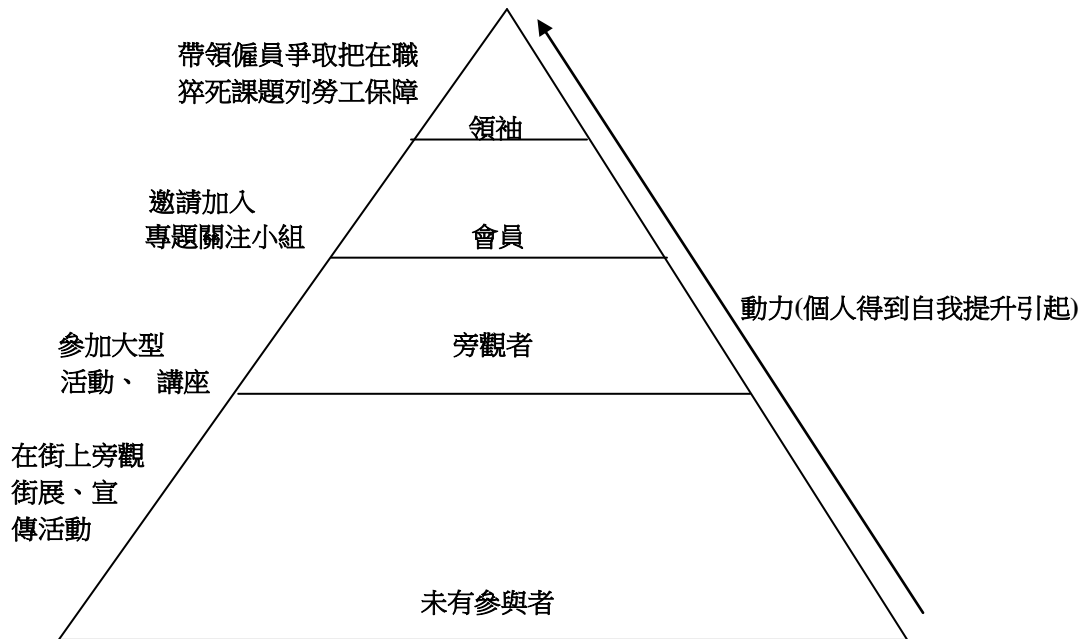 帶領僱員爭取把在職
猝死課題列勞工保障
領袖
邀請加入
專題關注小組
會員
動力(個人得到自我提升引起)
參加大型
活動、 講座
旁觀者
在街上旁觀
街展、宣
傳活動
未有參與者